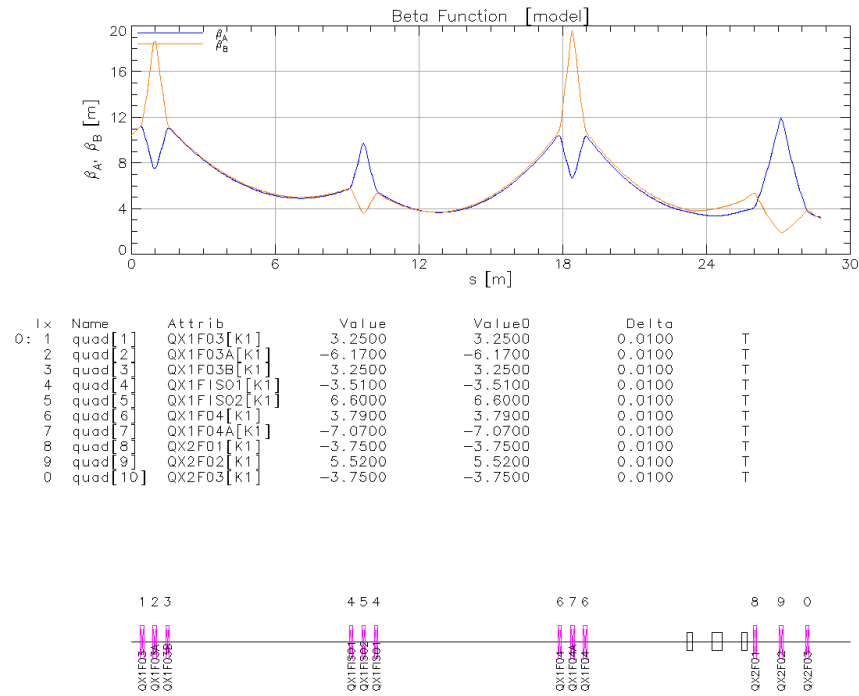 Beta Function [model]
β_A
β_B
20
16
12
8
4
0
β_A, β_B [m]
0 6 12 18 24 30
s [m]
Ix Name Attrib Value Value0 Delta
0: 1 quad[1] QX1F03[K1] 3.2500 3.2500 0.0100 T
2 quad[2] QX1F03A[K1] −6.1700 −6.1700 0.0100 T
3 quad[3] QX1F03B[K1] 3.2500 3.2500 0.0100 T
4 quad[4] QX1FISO1[K1] −3.5100 −3.5100 0.0100 T
5 quad[5] QX1FISO2[K1] 6.6000 6.6000 0.0100 T
6 quad[6] QX1F04[K1] 3.7900 3.7900 0.0100 T
7 quad[7] QX1F04A[K1] −7.0700 −7.0700 0.0100 T
8 quad[8] QX2F01[K1] −3.7500 −3.7500 0.0100 T
9 quad[9] QX2F02[K1] 5.5200 5.5200 0.0100 T
0 quad[10] QX2F03[K1] −3.7500 −3.7500 0.0100 T
1 2 3 4 5 4 6 7 6 8 9 0
QX1F03
QX1F03A
QX1F03B
QX1FISO1
QX1FISO2
QX1FISO1
QX1F04
QX1F04A
QX1F04
QX2F01
QX2F02
QX2F03